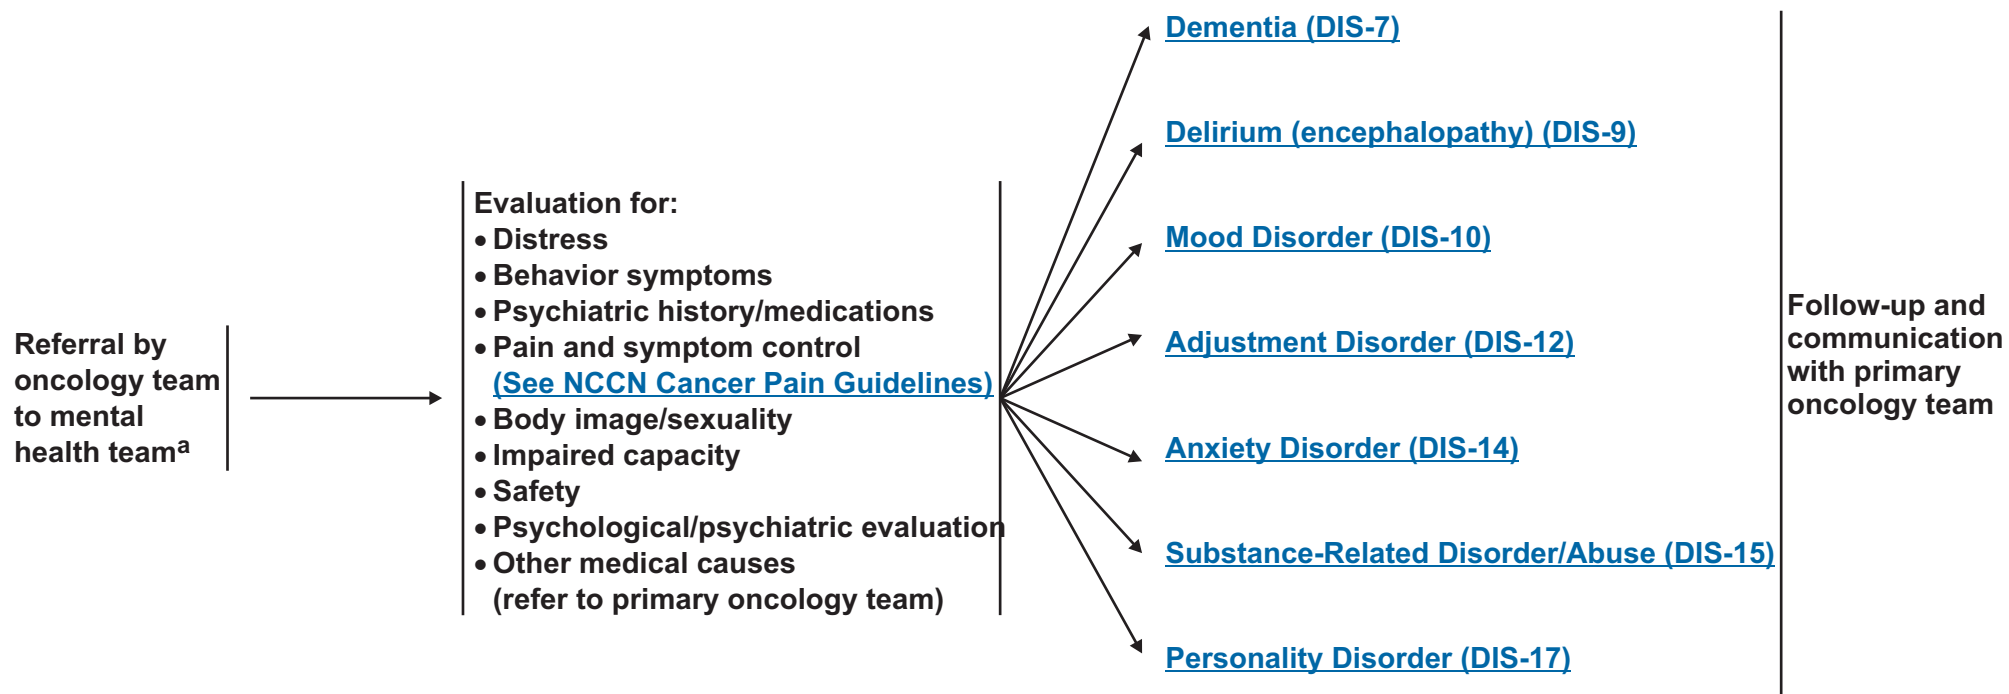 Referral by
oncology team
to mental
health teamᵃ
Evaluation for:
• Distress
• Behavior symptoms
• Psychiatric history/medications
• Pain and symptom control
(See NCCN Cancer Pain Guidelines)
• Body image/sexuality
• Impaired capacity
• Safety
• Psychological/psychiatric evaluation
• Other medical causes
(refer to primary oncology team)
Dementia (DIS-7)
Delirium (encephalopathy) (DIS-9)
Mood Disorder (DIS-10)
Adjustment Disorder (DIS-12)
Anxiety Disorder (DIS-14)
Substance-Related Disorder/Abuse (DIS-15)
Personality Disorder (DIS-17)
Follow-up and
communication
with primary
oncology team